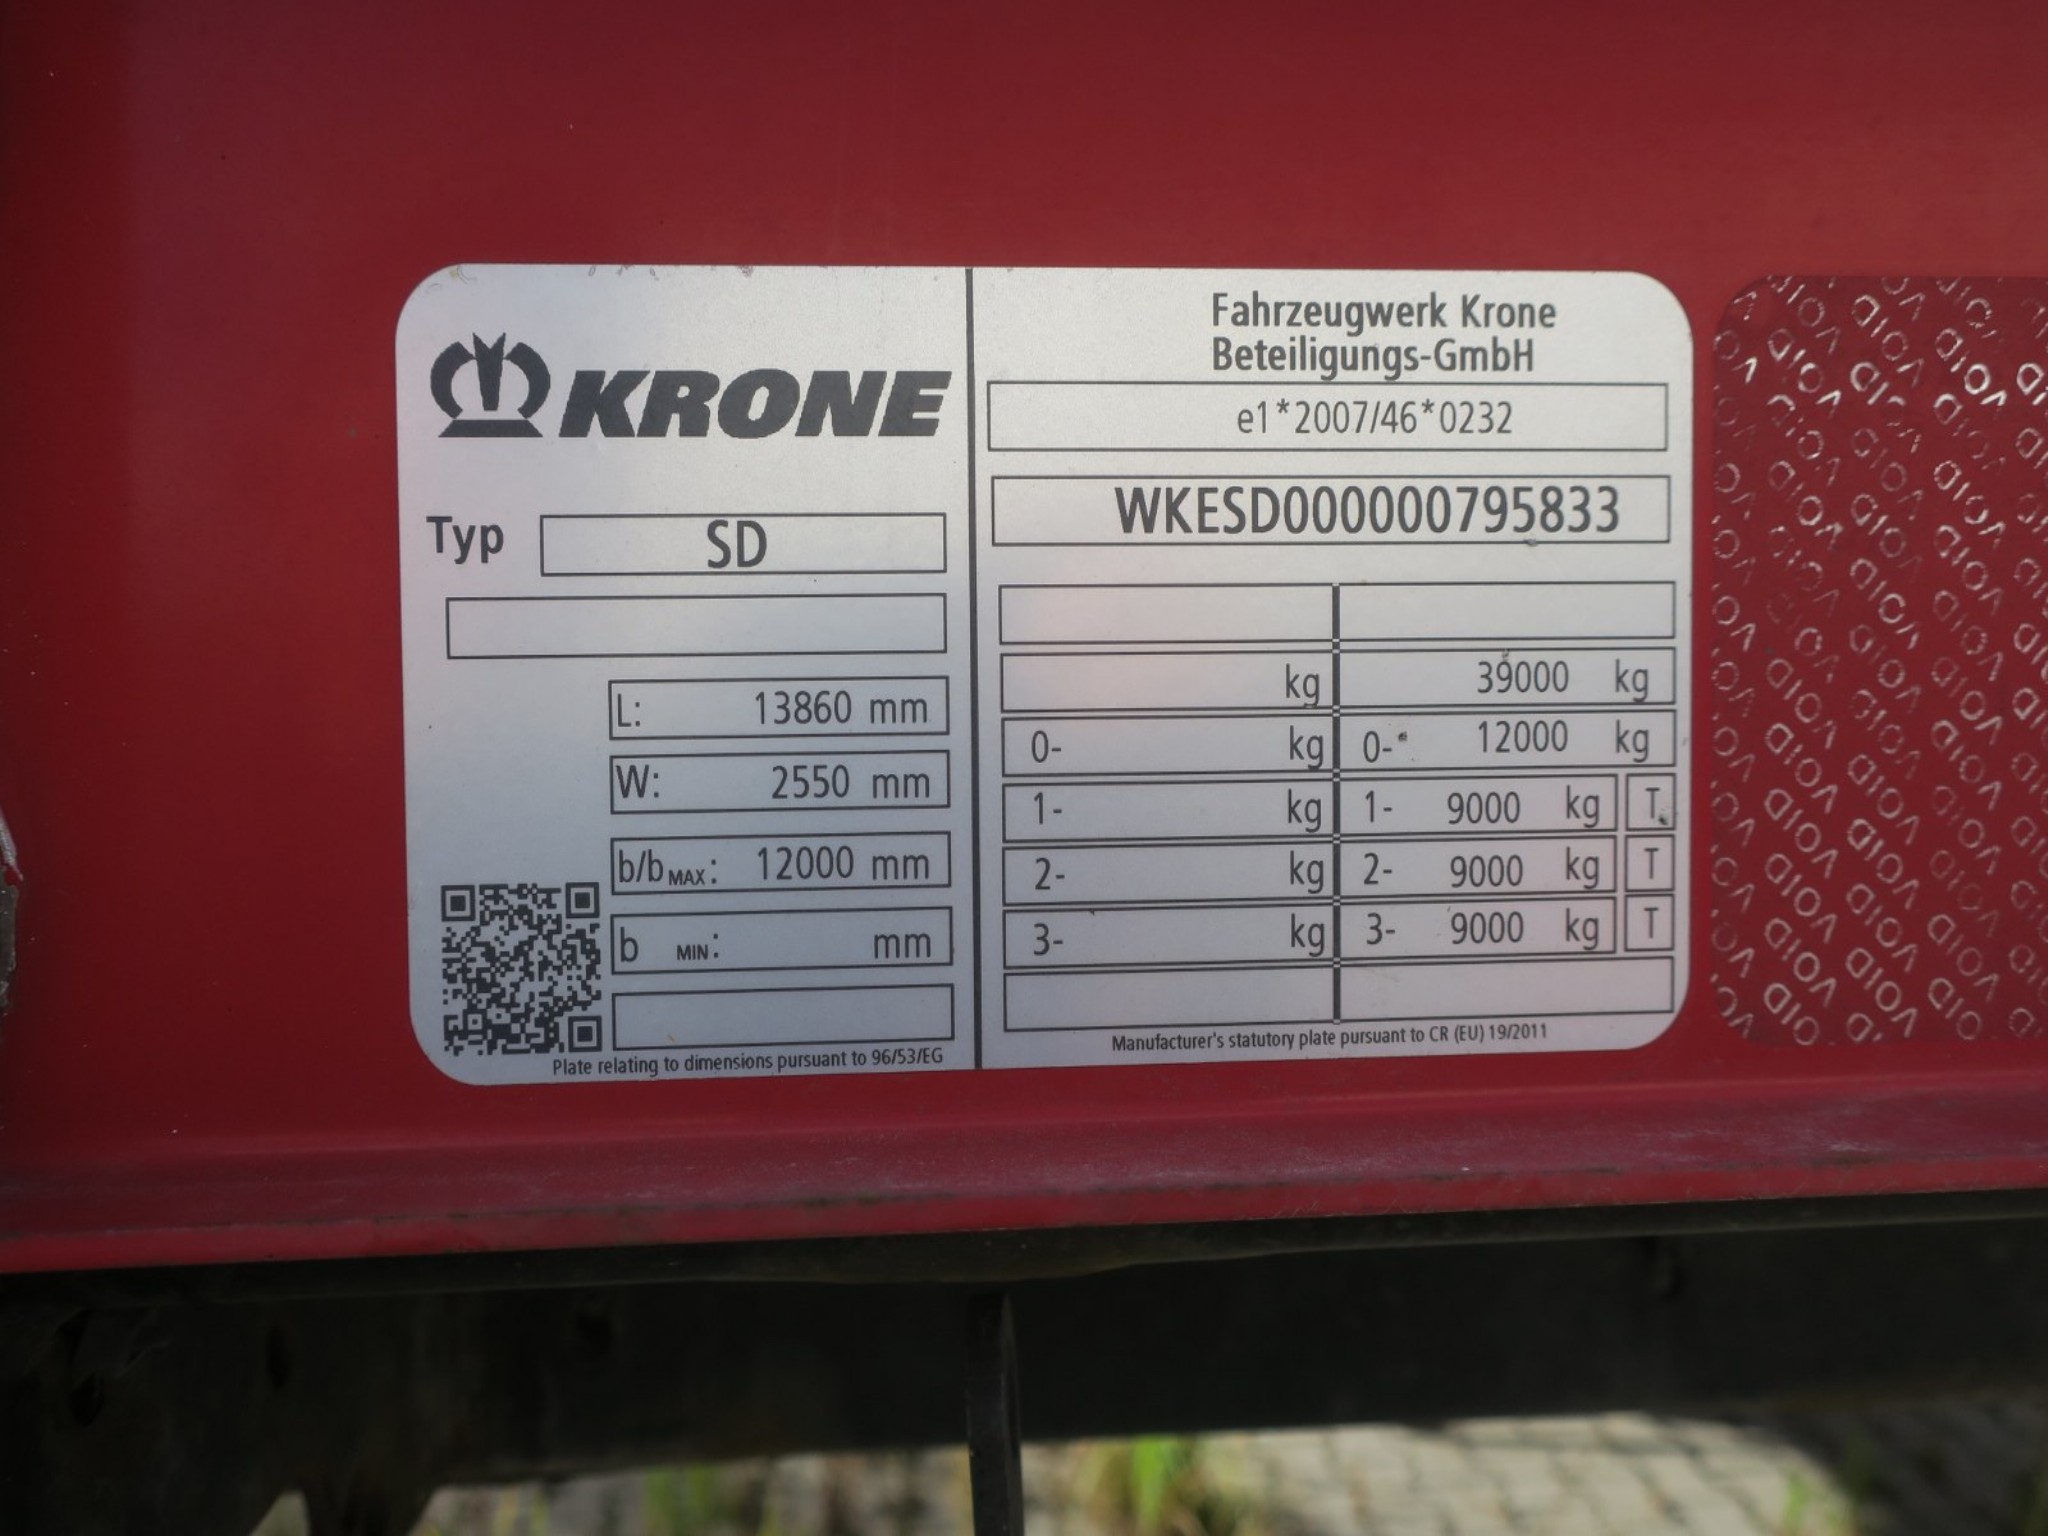 KRONE
Typ SD
L: 13860 mm
W: 2550 mm
b/b MAX: 12000 mm
b MIN: mm
Plate relating to dimensions pursuant to 96/53/EG
Fahrzeugwerk Krone
Beteiligungs-GmbH
e1*2007/46*0232
WKESD000000795833
kg 39000 kg
0- kg 0- 12000 kg
1- kg 1- 9000 kg T
2- kg 2- 9000 kg T
3- kg 3- 9000 kg T
Manufacturer's statutory plate pursuant to CR (EU) 19/2011
VOID